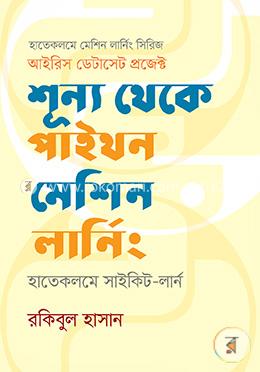 হাতেকলমে মেশিন লার্নিং সিরিজ
আইরিস ডেটাসেট প্রজেক্ট
শূন্য থেকে
পাইথন
মেশিন
লার্নিং
হাতেকলমে সাইকিট-লার্ন
রকিবুল হাসান